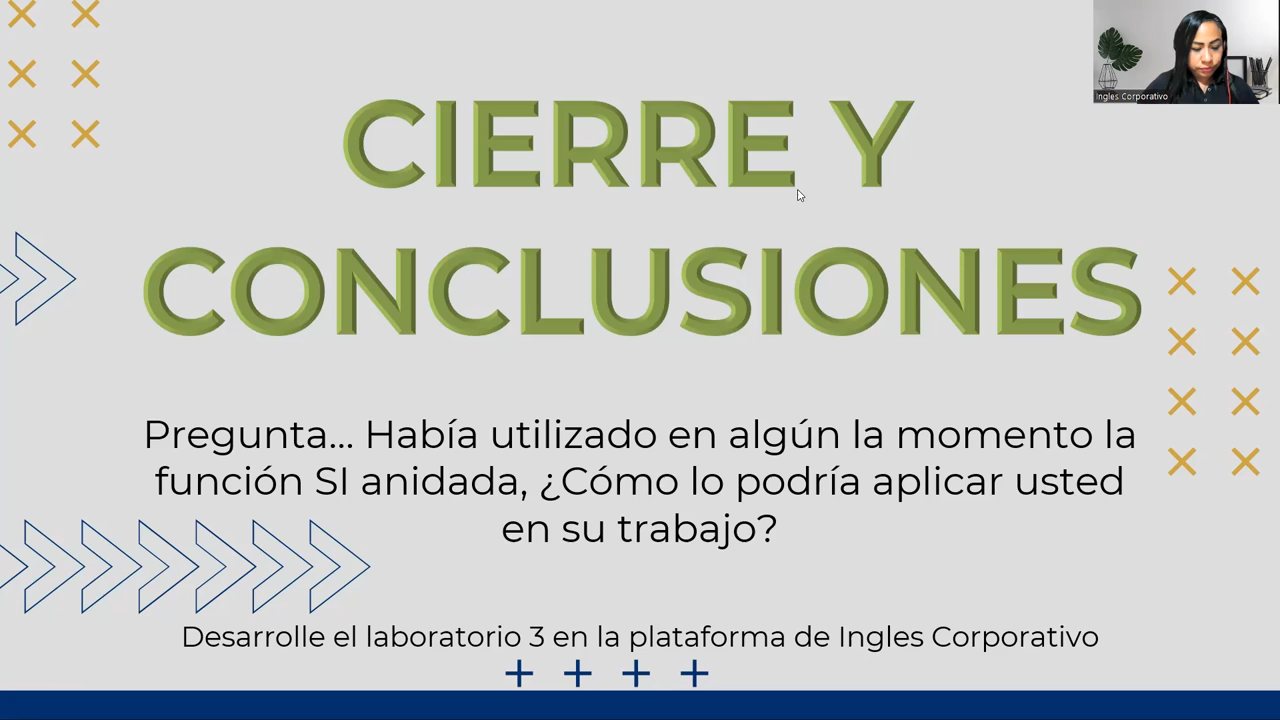 Ingles Corporativo
CIERRE Y
CONCLUSIONES
Pregunta... Había utilizado en algún la momento la
función SI anidada, ¿Cómo lo podría aplicar usted
en su trabajo?
Desarrolle el laboratorio 3 en la plataforma de Ingles Corporativo